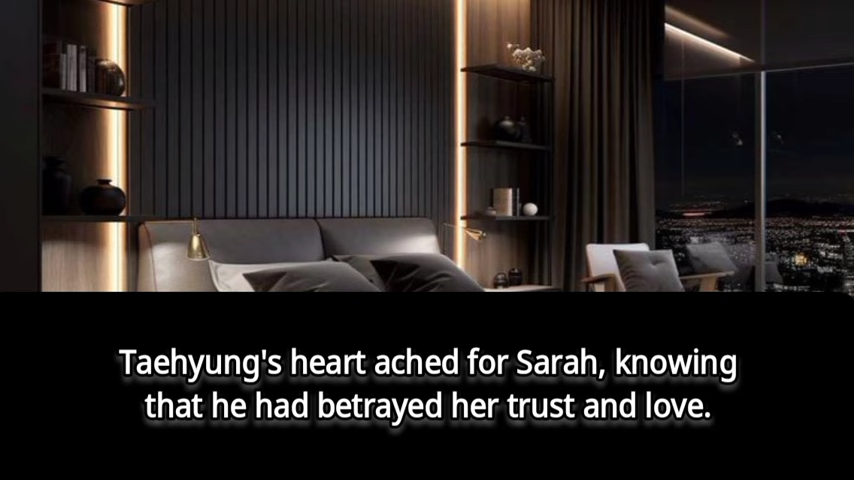 Taehyung's heart ached for Sarah, knowing
that he had betrayed her trust and love.